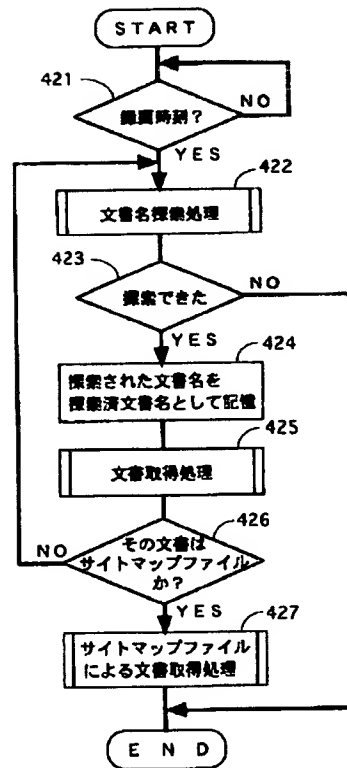 START
421
録画時刻?
NO
YES
422
文書名探索処理
423
探索できた
NO
YES
424
探索された文書名を
探索済文書名として記憶
425
文書取得処理
426
その文書は
サイトマップファイル
か?
NO
YES
427
サイトマップファイル
による文書取得処理
END